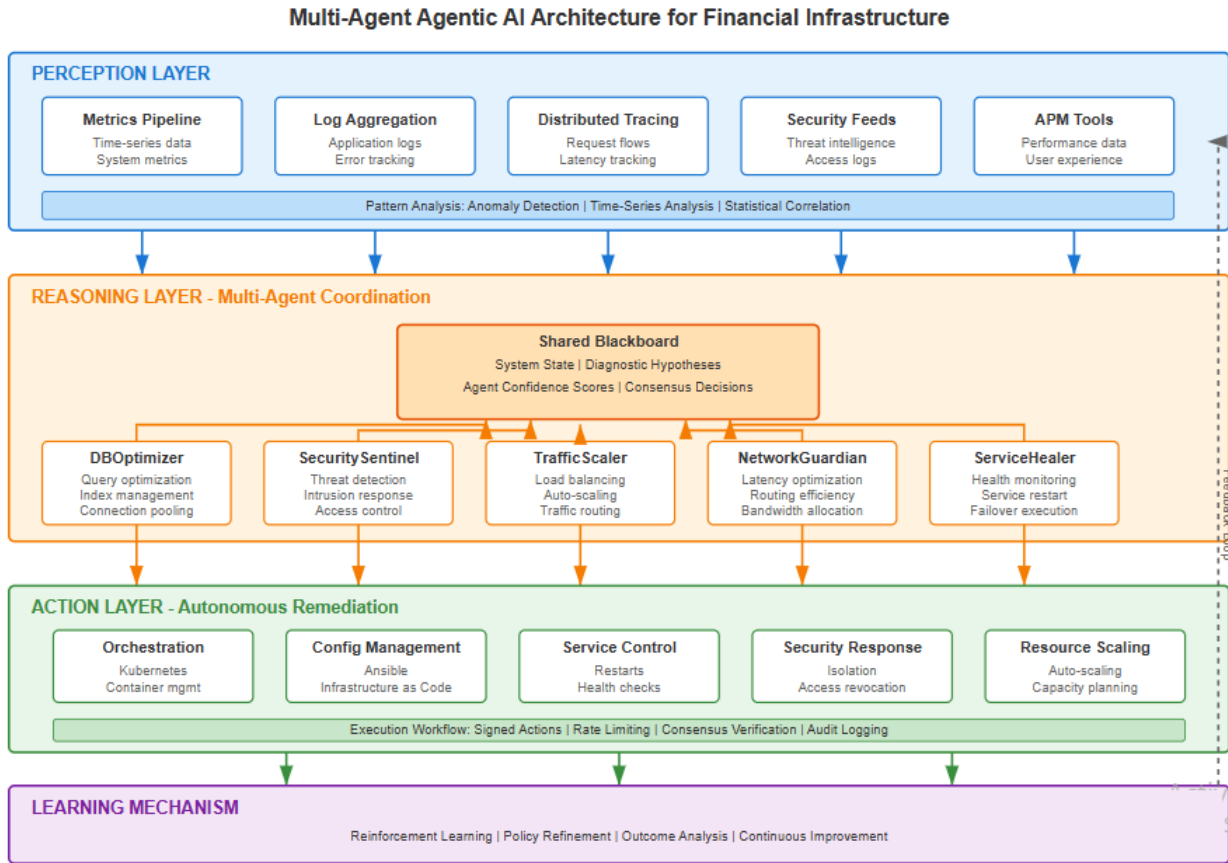 Multi-Agent Agentic AI Architecture for Financial Infrastructure
PERCEPTION LAYER
Metrics Pipeline
Time-series data
System metrics
Log Aggregation
Application logs
Error tracking
Distributed Tracing
Request flows
Latency tracking
Security Feeds
Threat intelligence
Access logs
APM Tools
Performance data
User experience
Pattern Analysis: Anomaly Detection | Time-Series Analysis | Statistical Correlation
REASONING LAYER - Multi-Agent Coordination
Shared Blackboard
System State | Diagnostic Hypotheses
Agent Confidence Scores | Consensus Decisions
DBOptimizer
Query optimization
Index management
Connection pooling
SecuritySentinel
Threat detection
Intrusion response
Access control
TrafficScaler
Load balancing
Auto-scaling
Traffic routing
NetworkGuardian
Latency optimization
Routing efficiency
Bandwidth allocation
ServiceHealer
Health monitoring
Service restart
Failover execution
ACTION LAYER - Autonomous Remediation
Orchestration
Kubernetes
Container mgmt
Config Management
Ansible
Infrastructure as Code
Service Control
Restarts
Health checks
Security Response
Isolation
Access revocation
Resource Scaling
Auto-scaling
Capacity planning
Execution Workflow: Signed Actions | Rate Limiting | Consensus Verification | Audit Logging
LEARNING MECHANISM
Reinforcement Learning | Policy Refinement | Outcome Analysis | Continuous Improvement